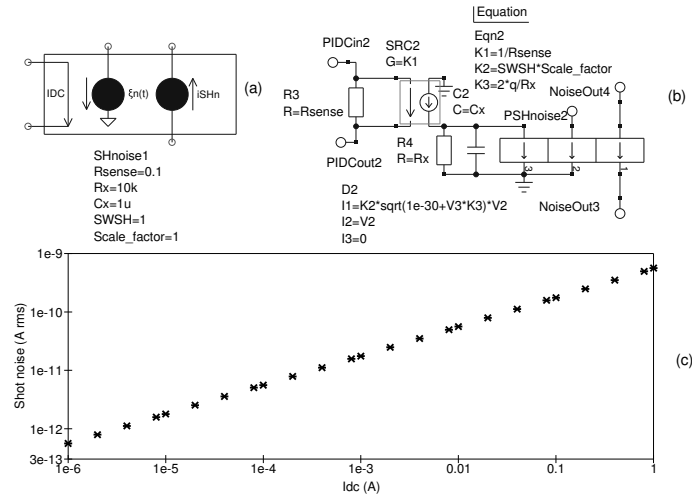 IDC
ξn(t)
iSHn
(a)
SHnoise1
Rsense=0.1
Rx=10k
Cx=1u
SWSH=1
Scale_factor=1
Equation
Eqn2
K1=1/Rsense
K2=SWSH*Scale_factor
K3=2*q/Rx
PIDCin2
SRC2
G=K1
R3
R=Rsense
C2
C=Cx
PSHnoise2
NoiseOut4
(b)
R4
R=Rx
PIDCout2
3
2
1
NoiseOut3
D2
I1=K2*sqrt(1e-30+V3*K3)*V2
I2=V2
I3=0
1e-9
1e-10
1e-11
1e-12
3e-13
Shot noise (A rms)
(c)
1e-6
1e-5
1e-4
1e-3
0.01
0.1
1
Idc (A)